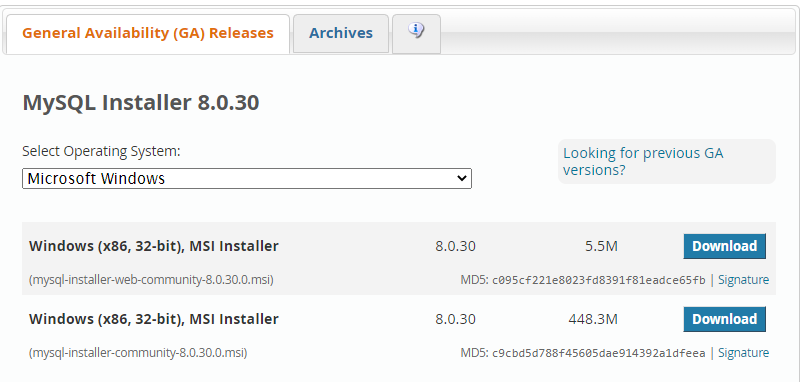 General Availability (GA) Releases Archives
MySQL Installer 8.0.30
Select Operating System:
Looking for previous GA
versions?
Microsoft Windows
Windows (x86, 32-bit), MSI Installer 8.0.30 5.5M Download
(mysql-installer-web-community-8.0.30.0.msi) MD5: c095cf221e8023fd8391f81eadce65fb | Signature
Windows (x86, 32-bit), MSI Installer 8.0.30 448.3M Download
(mysql-installer-community-8.0.30.0.msi) MD5: c9cbd5d788f45605dae914392a1dfeea | Signature